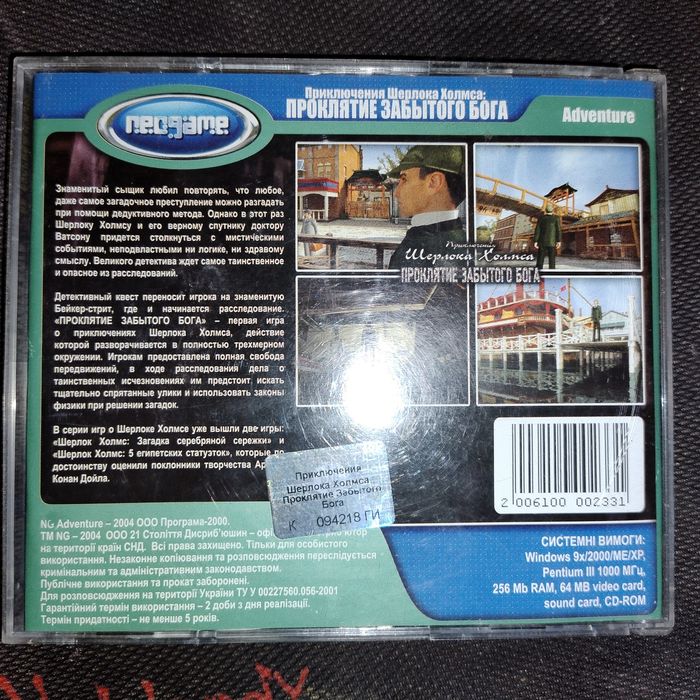 Приключения Шерлока Холмса:
ПРОКЛЯТИЕ ЗАБЫТОГО БОГА
Adventure
neogame
Знаменитый сыщик любил повторять, что любое,
даже самое загадочное преступление можно разгадать
при помощи дедуктивного метода. Однако в этот раз
Шерлоку Холмсу и его верному спутнику доктору
Ватсону придется столкнуться с мистическими
событиями, неподвластными ни логике, ни здравому
смыслу. Великого детектива ждет самое таинственное
и опасное из расследований.
Детективный квест переносит игрока на знаменитую
Бейкер-стрит, где и начинается расследование.
«ПРОКЛЯТИЕ ЗАБЫТОГО БОГА» – первая игра
о приключениях Шерлока Холмса, действие
которой разворачивается в полностью трехмерном
окружении. Игрокам предоставлена полная свобода
передвижений, в ходе расследования дела о
таинственных исчезновениях им предстоит искать
тщательно спрятанные улики и использовать законы
физики при решении загадок.
В серии игр о Шерлоке Холмсе уже вышли две игры:
«Шерлок Холмс: Загадка серебряной сережки» и
«Шерлок Холмс: 5 египетских статуэток», которые по
достоинству оценили поклонники творчества
Конан Дойла.
Приключения
Шерлока Холмса
ПРОКЛЯТИЕ ЗАБЫТОГО БОГА
Приключения
Шерлока Холмса.
Проклятие Забытого
Бога
К 094218 ГИ
2 006100 002331
NG Adventure – 2004 ООО Програма-2000.
TM NG – 2004 ООО 21 Століття Дисриб'юшин –
на території країн СНД. Всі права захищено. Тільки для особистого
використання. Незаконне копіювання та розповсюдження переслідується
кримінальним та адміністративним законами.
Публічне використання та прокат заборонені.
Для розповсюдження на території України ТУ У 00227560.056-2001
Гарантійний термін використання – 2 доби з дня реалізації.
Термін придатності – не менше 5 років.
СИСТЕМНІ ВИМОГИ:
Windows 9x/2000/ME/XP,
Pentium III 1000 МГц,
256 Mb RAM, 64 MB video card,
sound card, CD-ROM